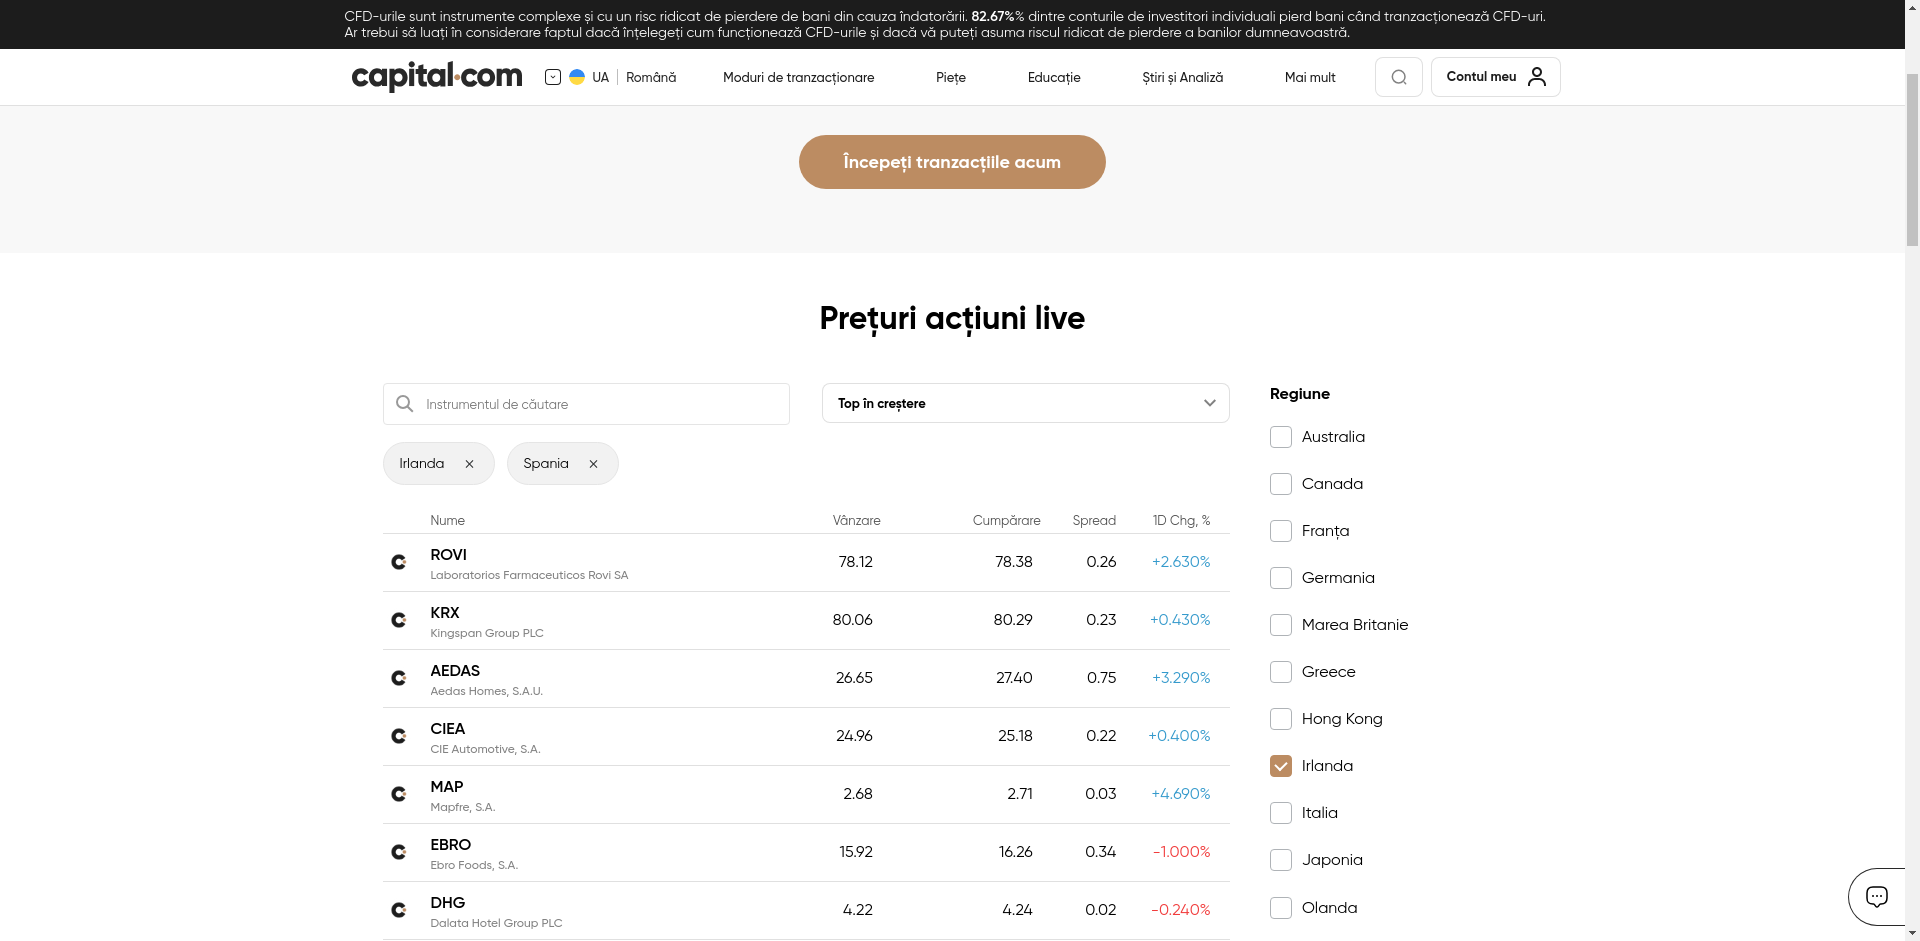 CFD-urile sunt instrumente complexe și cu un risc ridicat de pierdere de bani din cauza îndatorării. 82.67%% dintre conturile de investitori individuali pierd bani când tranzacționează CFD-uri.
Ar trebui să luați în considerare faptul dacă înțelegeți cum funcționează CFD-urile și dacă vă puteți asuma riscul ridicat de pierdere a banilor dumneavoastră.
capital.com UA Română Moduri de tranzacționare Piețe Educație Știri și Analiză Mai mult Contul meu
Începeți tranzacțiile acum
Prețuri acțiuni live
Instrumentul de căutare Top în creștere
Irlanda Spania
Nume Vânzare Cumpărare Spread 1D Chg, %
ROVI 78.12 78.38 0.26 +2.630%
Laboratorios Farmaceuticos Rovi SA
KRX 80.06 80.29 0.23 +0.430%
Kingspan Group PLC
AEDAS 26.65 27.40 0.75 +3.290%
Aedas Homes, S.A.U.
CIEA 24.96 25.18 0.22 +0.400%
CIE Automotive, S.A.
MAP 2.68 2.71 0.03 +4.690%
Mapfre, S.A.
EBRO 15.92 16.26 0.34 -1.000%
Ebro Foods, S.A.
DHG 4.22 4.24 0.02 -0.240%
Dalata Hotel Group PLC
Regiune
Australia
Canada
Franța
Germania
Marea Britanie
Greece
Hong Kong
Irlanda
Italia
Japonia
Olanda